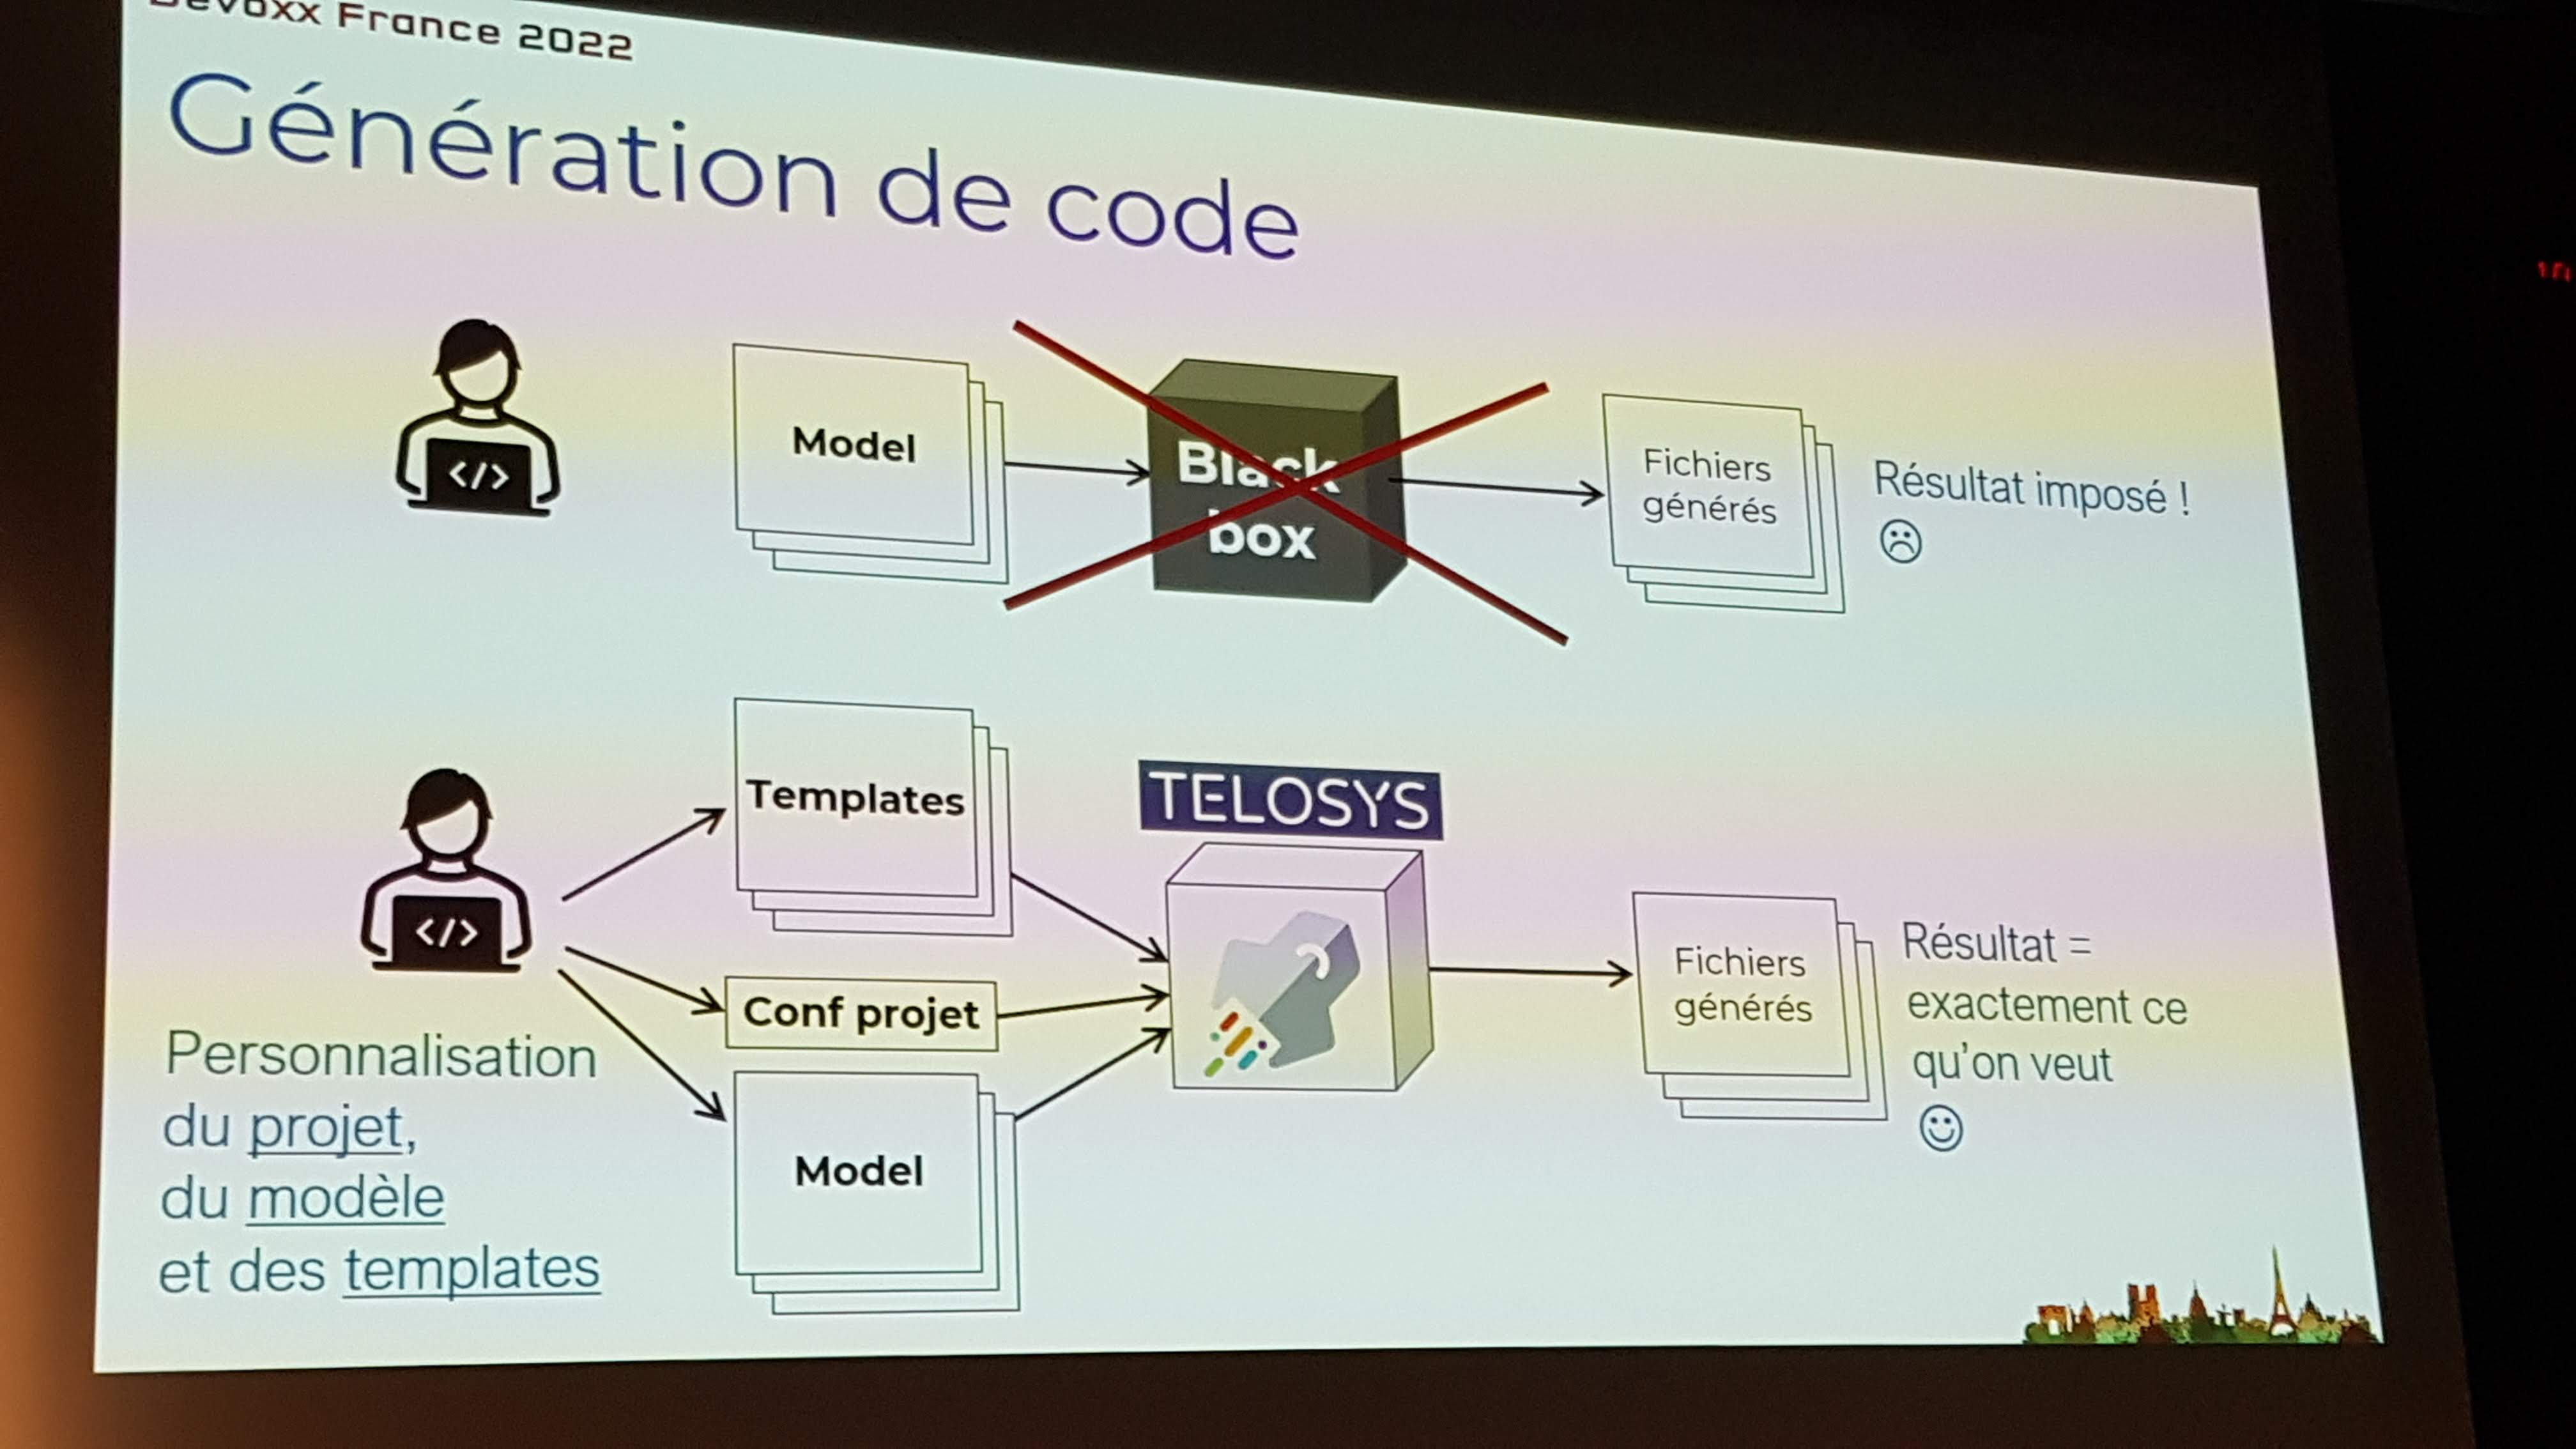 Devoxx France 2022
Génération de code
</>
Model
Black
box
Fichiers
générés
Résultat imposé !
Templates
TELOSYS
</>
Conf projet
Model
Fichiers
générés
Résultat =
exactement ce
qu'on veut
Personnalisation
du projet,
du modèle
et des templates